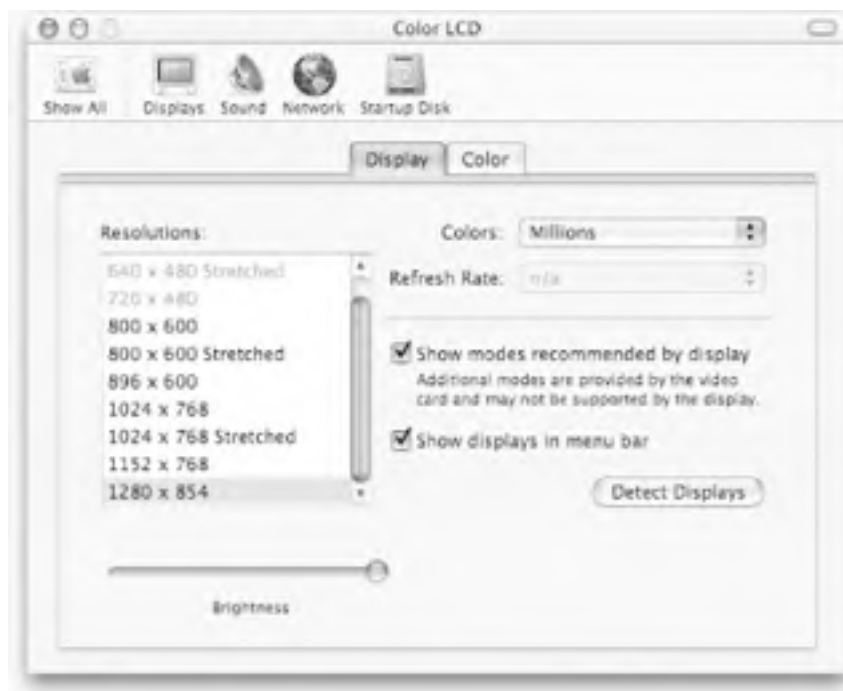 Color LCD
Show All Displays Sound Network Startup Disk
Display Color
Resolutions:
640 x 480 Stretched
720 x 480
800 x 600
800 x 600 Stretched
896 x 600
1024 x 768
1024 x 768 Stretched
1152 x 768
1280 x 854
Brightness
Colors: Millions
Refresh Rate: n/a
Show modes recommended by display
Additional modes are provided by the video
card and may not be supported by the display.
Show displays in menu bar
Detect Displays